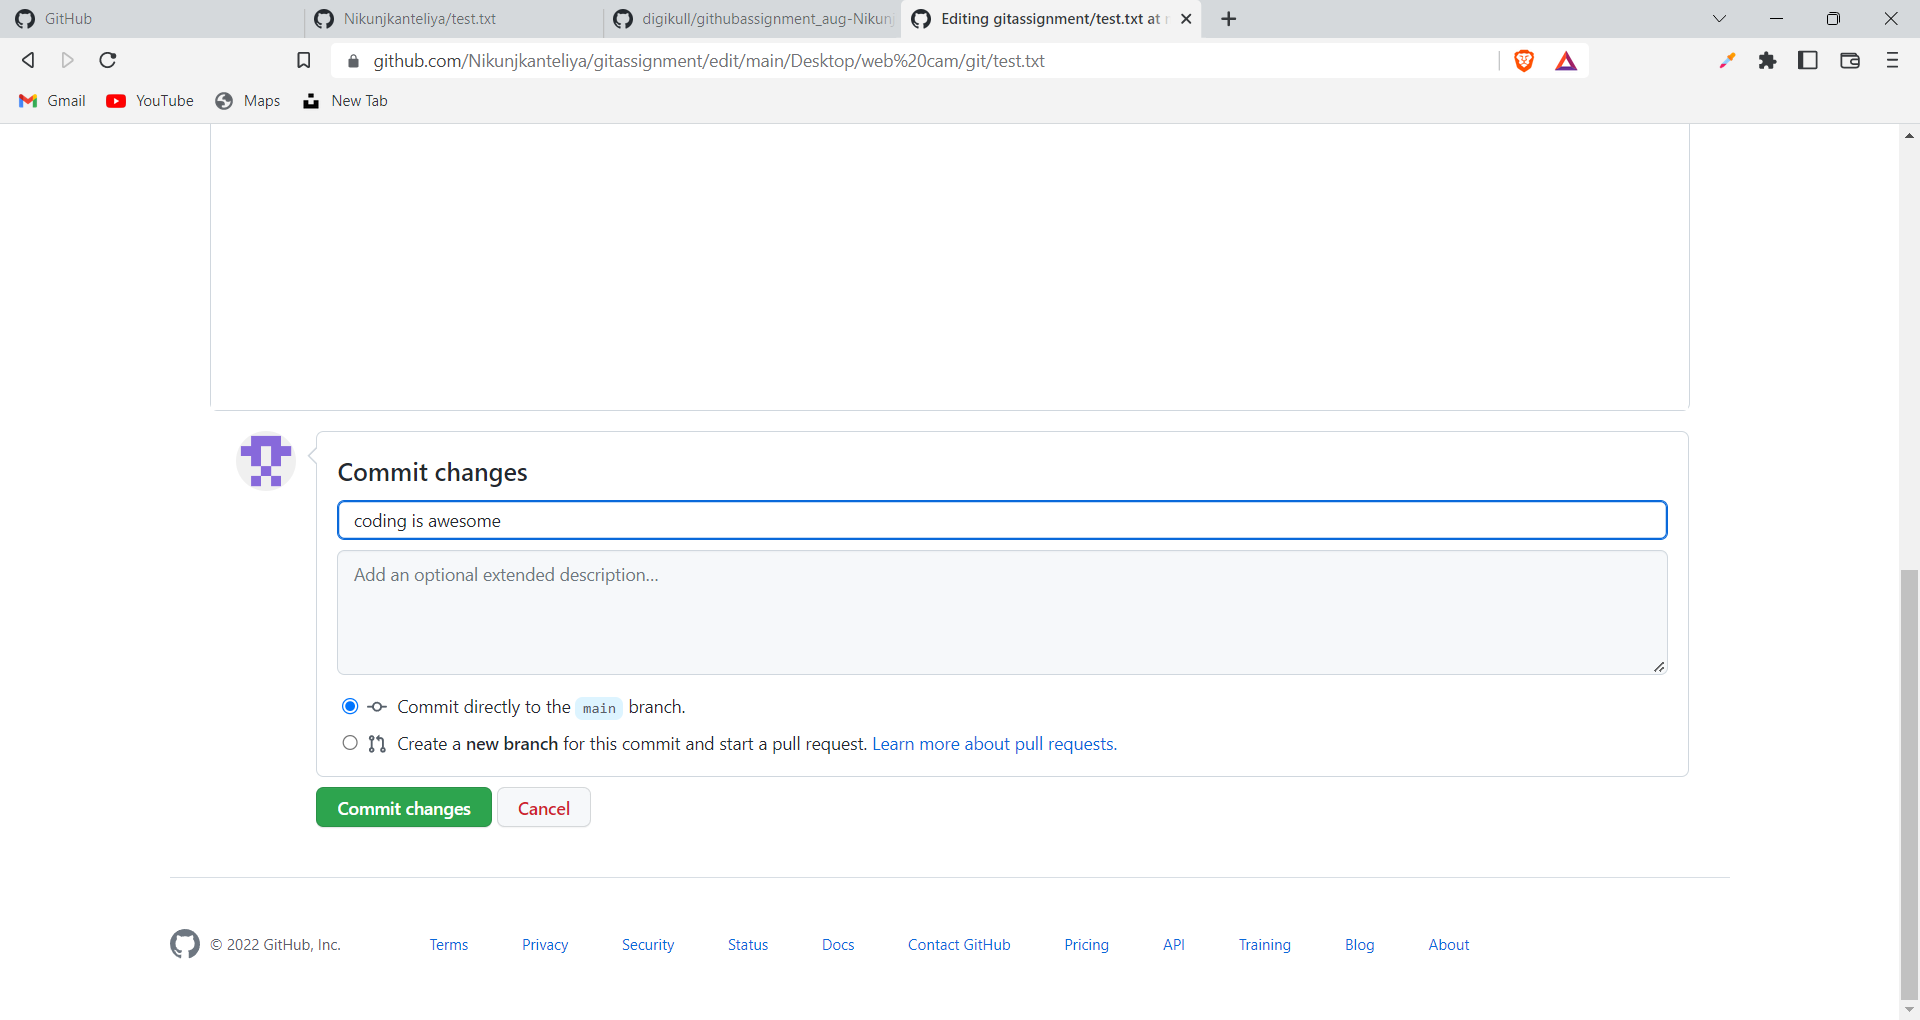 GitHub
Nikunjkanteliya/test.txt
digikull/githubassignment_aug-Nikunj
Editing gitassignment/test.txt at
github.com/Nikunjkanteliya/gitassignment/edit/main/Desktop/web%20cam/git/test.txt
Gmail
YouTube
Maps
New Tab
Commit changes
coding is awesome
Add an optional extended description...
Commit directly to the main branch.
Create a new branch for this commit and start a pull request. Learn more about pull requests.
Commit changes
Cancel
© 2022 GitHub, Inc.
Terms
Privacy
Security
Status
Docs
Contact GitHub
Pricing
API
Training
Blog
About